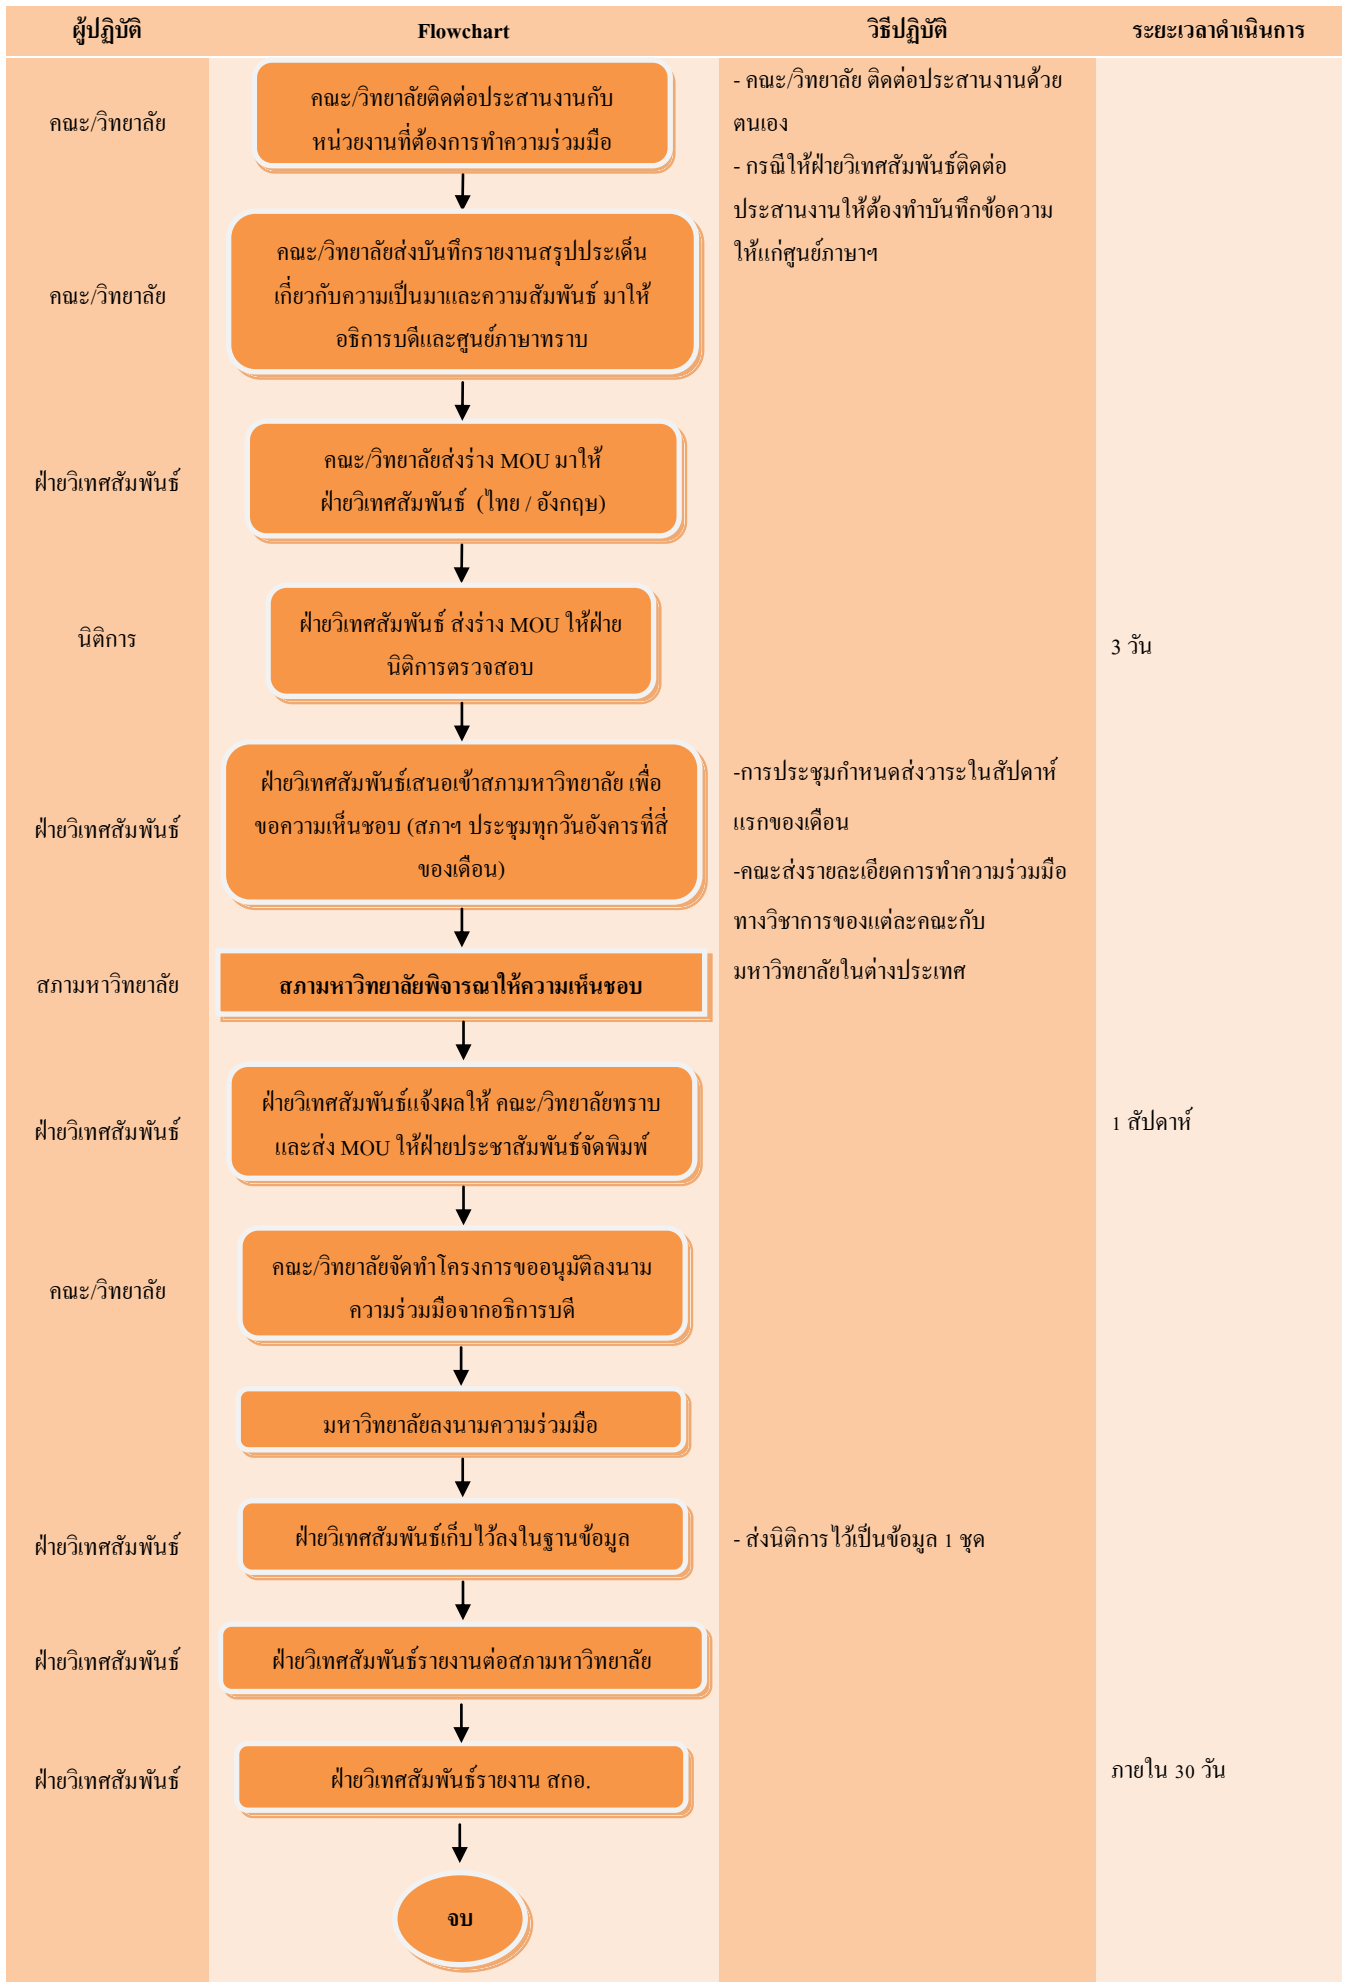 ผู้ปฏิบัติ
Flowchart
วิธีปฏิบัติ
ระยะเวลาดำเนินการ
คณะ/วิทยาลัย
คณะ/วิทยาลัยติดต่อประสานงานกับ
หน่วยงานที่ต้องการทำความร่วมมือ
- คณะ/วิทยาลัย ติดต่อประสานงานด้วย
ตนเอง
- กรณีให้ฝ่ายวิเทศสัมพันธ์ติดต่อ
ประสานงานให้ต้องทำบันทึกข้อความ
ให้แก่ศูนย์ภาษาฯ
คณะ/วิทยาลัย
คณะ/วิทยาลัยส่งบันทึกรายงานสรุปประเด็น
เกี่ยวกับความเป็นมาและความสัมพันธ์ มาให้
อธิการบดีและศูนย์ภาษาทราบ
ฝ่ายวิเทศสัมพันธ์
คณะ/วิทยาลัยส่งร่าง MOU มาให้
ฝ่ายวิเทศสัมพันธ์ (ไทย / อังกฤษ)
นิติการ
ฝ่ายวิเทศสัมพันธ์ ส่งร่าง MOU ให้ฝ่าย
นิติการตรวจสอบ
3 วัน
ฝ่ายวิเทศสัมพันธ์
ฝ่ายวิเทศสัมพันธ์เสนอเข้าสภามหาวิทยาลัย เพื่อ
ขอความเห็นชอบ (สภาฯ ประชุมทุกวันอังคารที่สี่
ของเดือน)
-การประชุมกำหนดส่งวาระในสัปดาห์
แรกของเดือน
-คณะส่งรายละเอียดการทำความร่วมมือ
ทางวิชาการของแต่ละคณะกับ
มหาวิทยาลัยในต่างประเทศ
สภามหาวิทยาลัย
สภามหาวิทยาลัยพิจารณาให้ความเห็นชอบ
ฝ่ายวิเทศสัมพันธ์
ฝ่ายวิเทศสัมพันธ์แจ้งผลให้ คณะ/วิทยาลัยทราบ
และส่ง MOU ให้ฝ่ายประชาสัมพันธ์จัดพิมพ์
1 สัปดาห์
คณะ/วิทยาลัย
คณะ/วิทยาลัยจัดทำโครงการขออนุมัติลงนาม
ความร่วมมือจากอธิการบดี
มหาวิทยาลัยลงนามความร่วมมือ
ฝ่ายวิเทศสัมพันธ์
ฝ่ายวิเทศสัมพันธ์เก็บไว้ลงในฐานข้อมูล
- ส่งนิติการไว้เป็นข้อมูล 1 ชุด
ฝ่ายวิเทศสัมพันธ์
ฝ่ายวิเทศสัมพันธ์รายงานต่อสภามหาวิทยาลัย
ฝ่ายวิเทศสัมพันธ์
ฝ่ายวิเทศสัมพันธ์รายงาน สกอ.
ภายใน 30 วัน
จบ